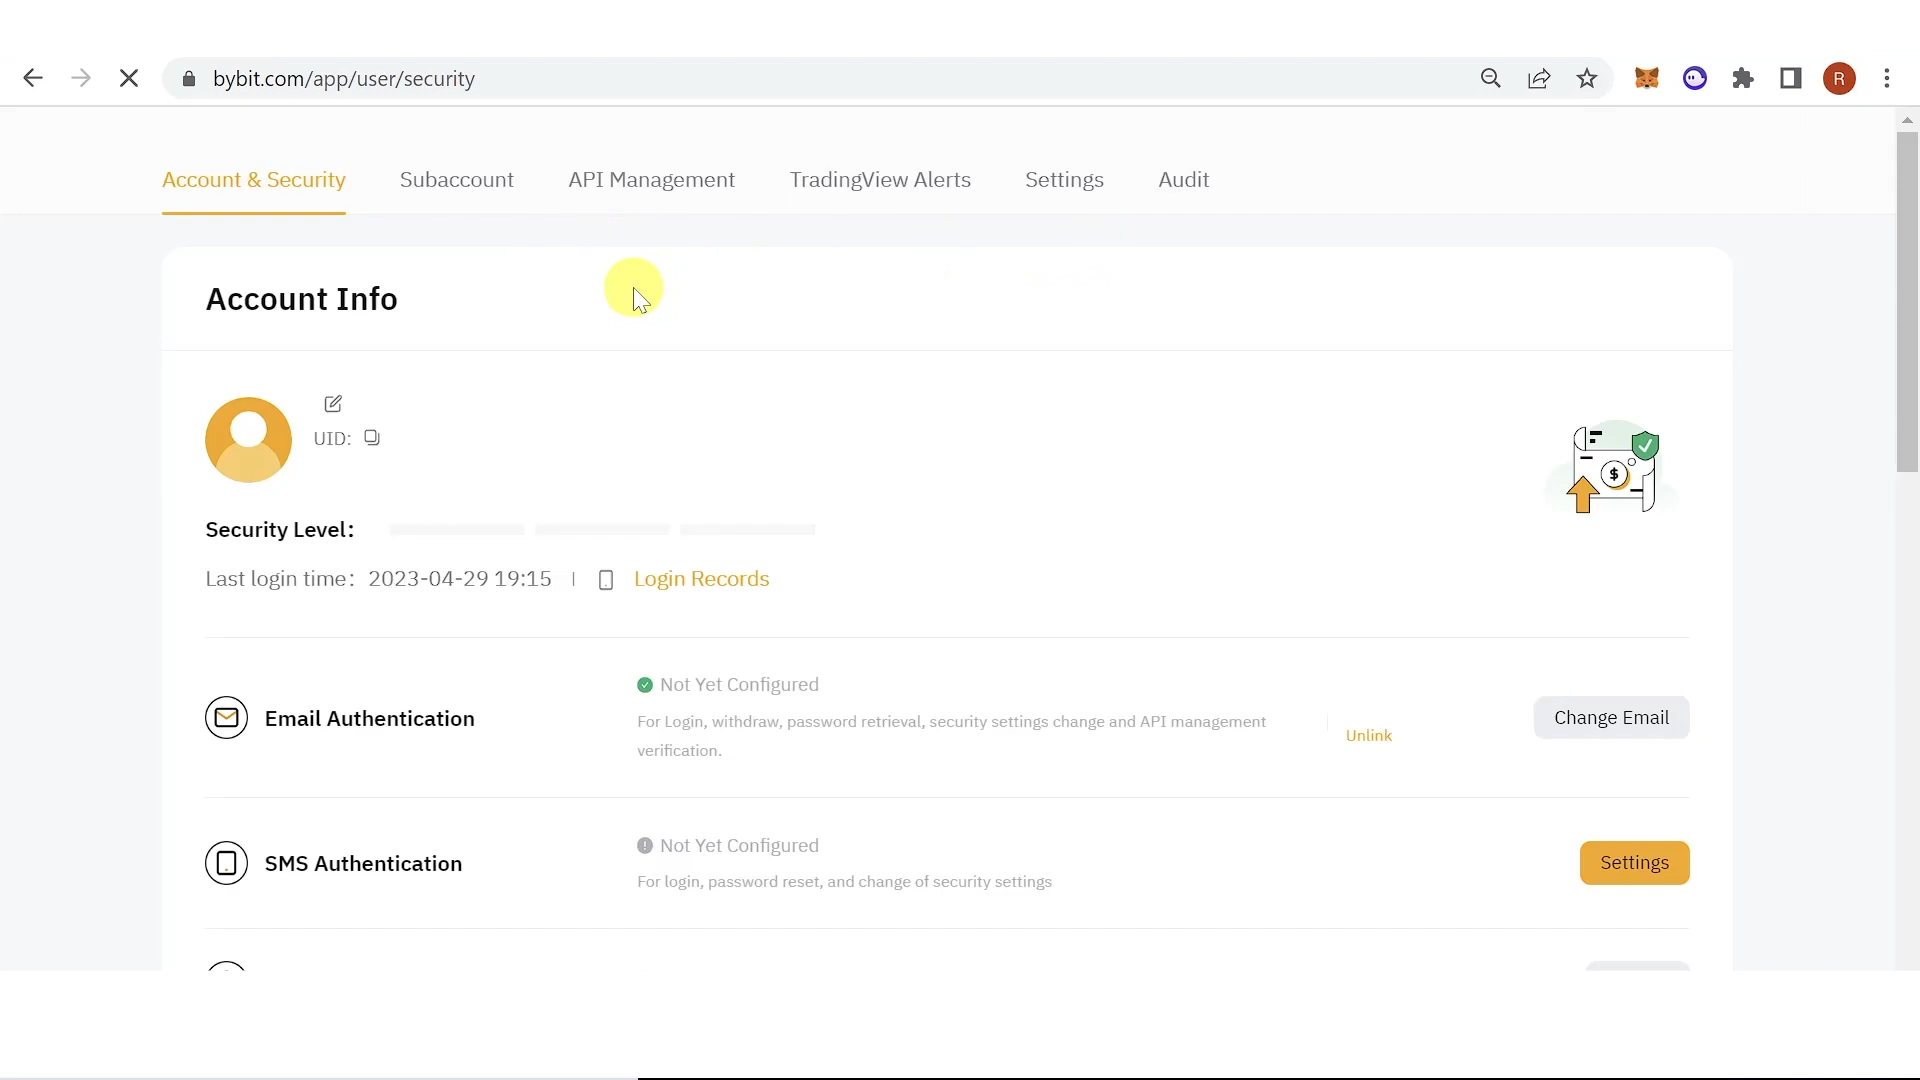 bybit.com/app/user/security
R
Account & Security
Subaccount
API Management
TradingView Alerts
Settings
Audit
Account Info
UID:
$
Security Level:
Last login time: 2023-04-29 19:15
Login Records
Email Authentication
Not Yet Configured
For Login, withdraw, password retrieval, security settings change and API management
verification.
Unlink
Change Email
SMS Authentication
Not Yet Configured
For login, password reset, and change of security settings
Settings